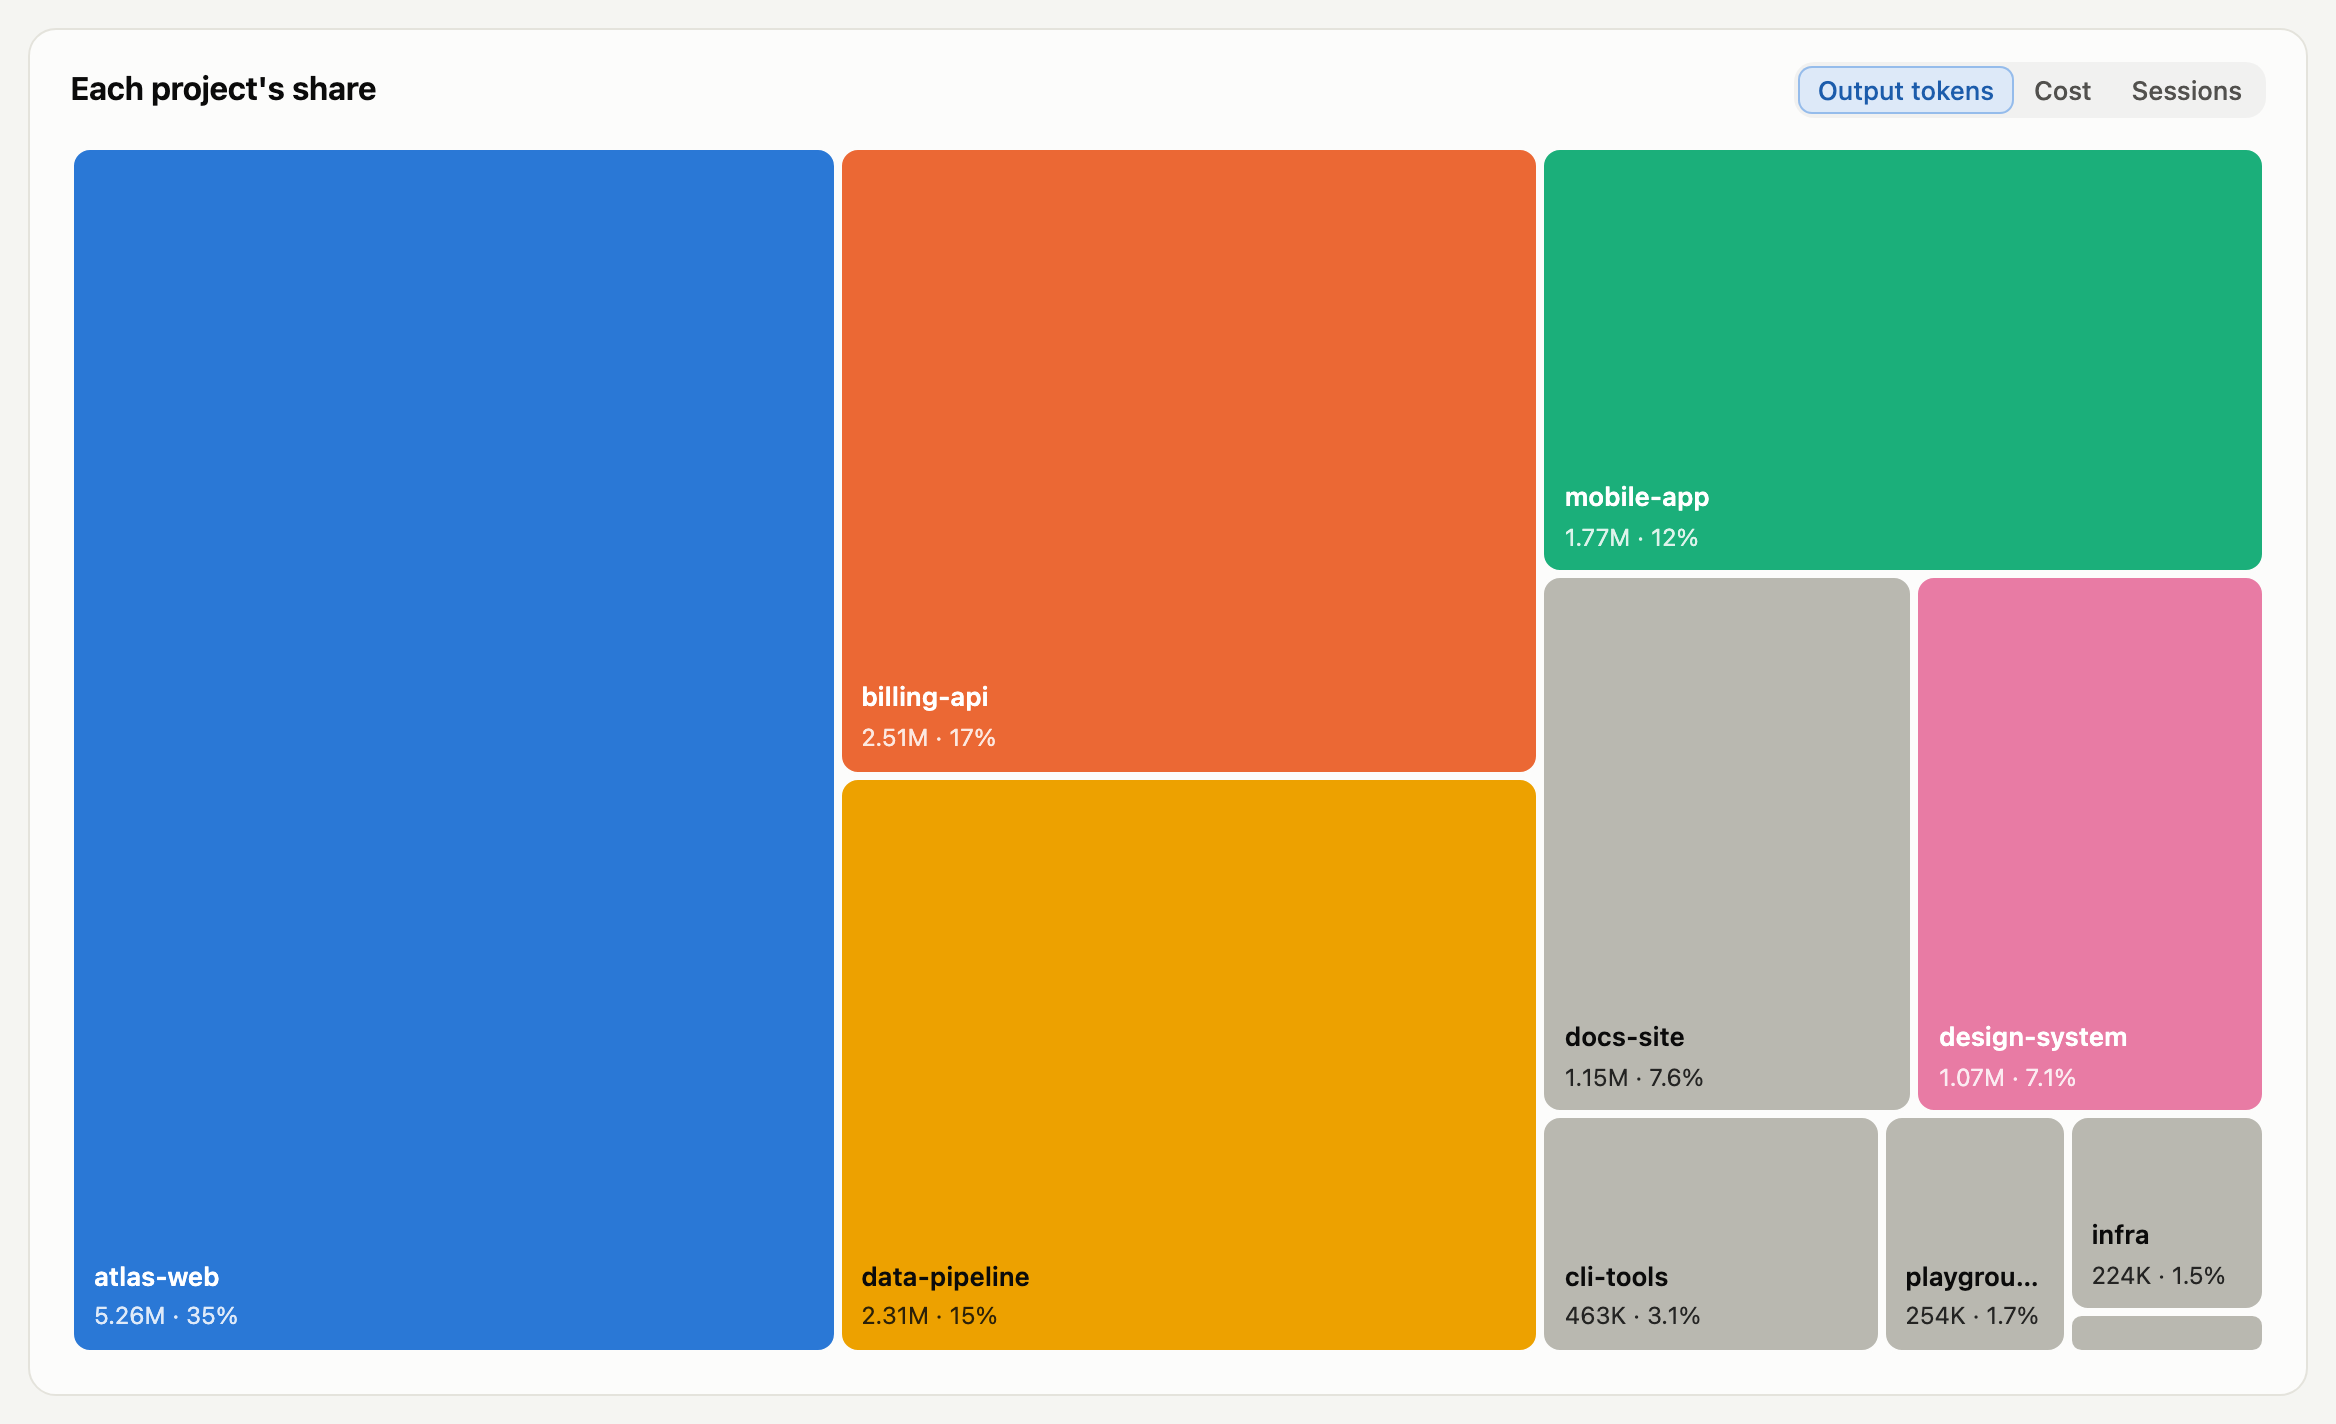 Each project's share
Output tokens Cost Sessions
atlas-web
5.26M · 35%
billing-api
2.51M · 17%
data-pipeline
2.31M · 15%
mobile-app
1.77M · 12%
docs-site
1.15M · 7.6%
design-system
1.07M · 7.1%
cli-tools
463K · 3.1%
playgrou...
254K · 1.7%
infra
224K · 1.5%